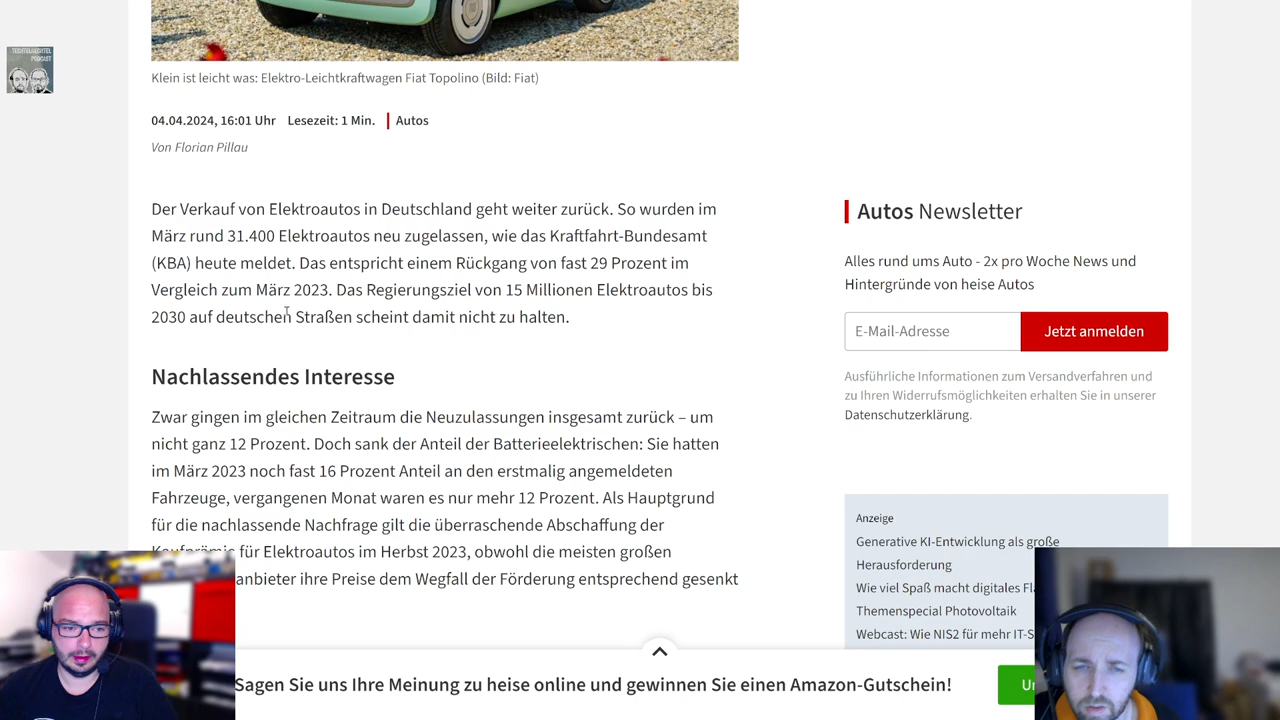 TECHTELMECHTEL
PODCAST
Klein ist leicht was: Elektro-Leichtkraftwagen Fiat Topolino (Bild: Fiat)
04.04.2024, 16:01 Uhr Lesezeit: 1 Min. Autos
Von Florian Pillau
Der Verkauf von Elektroautos in Deutschland geht weiter zurück. So wurden im
März rund 31.400 Elektroautos neu zugelassen, wie das Kraftfahrt-Bundesamt
(KBA) heute meldet. Das entspricht einem Rückgang von fast 29 Prozent im
Vergleich zum März 2023. Das Regierungsziel von 15 Millionen Elektroautos bis
2030 auf deutschen Straßen scheint damit nicht zu halten.
Nachlassendes Interesse
Zwar gingen im gleichen Zeitraum die Neuzulassungen insgesamt zurück – um
nicht ganz 12 Prozent. Doch sank der Anteil der Batterieelektrischen: Sie hatten
im März 2023 noch fast 16 Prozent Anteil an den erstmalig angemeldeten
Fahrzeuge, vergangenen Monat waren es nur mehr 12 Prozent. Als Hauptgrund
für die nachlassende Nachfrage gilt die überraschende Abschaffung der
Kaufprämie für Elektroautos im Herbst 2023, obwohl die meisten großen
anbieter ihre Preise dem Wegfall der Förderung entsprechend gesenkt
Autos Newsletter
Alles rund ums Auto - 2x pro Woche News und
Hintergründe von heise Autos
E-Mail-Adresse
Jetzt anmelden
Ausführliche Informationen zum Versandverfahren und
zu Ihren Widerrufsmöglichkeiten erhalten Sie in unserer
Datenschutzerklärung.
Anzeige
Generative KI-Entwicklung als große
Herausforderung
Wie viel Spaß macht digitales
Themenspecial Photovoltaik
Webcast: Wie NIS2 für mehr
Sagen Sie uns Ihre Meinung zu heise online und gewinnen Sie einen Amazon-Gutschein!